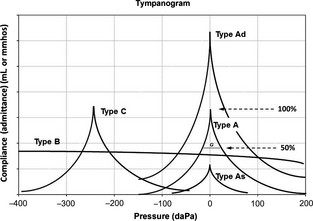 Tympanogram
Compliance (admittance) [mL or mmhos]
Type Ad
Type C
100%
Type A
Type B
a
50%
Type As
−400 −300 −200 −100 0 100 200
Pressure (daPa)